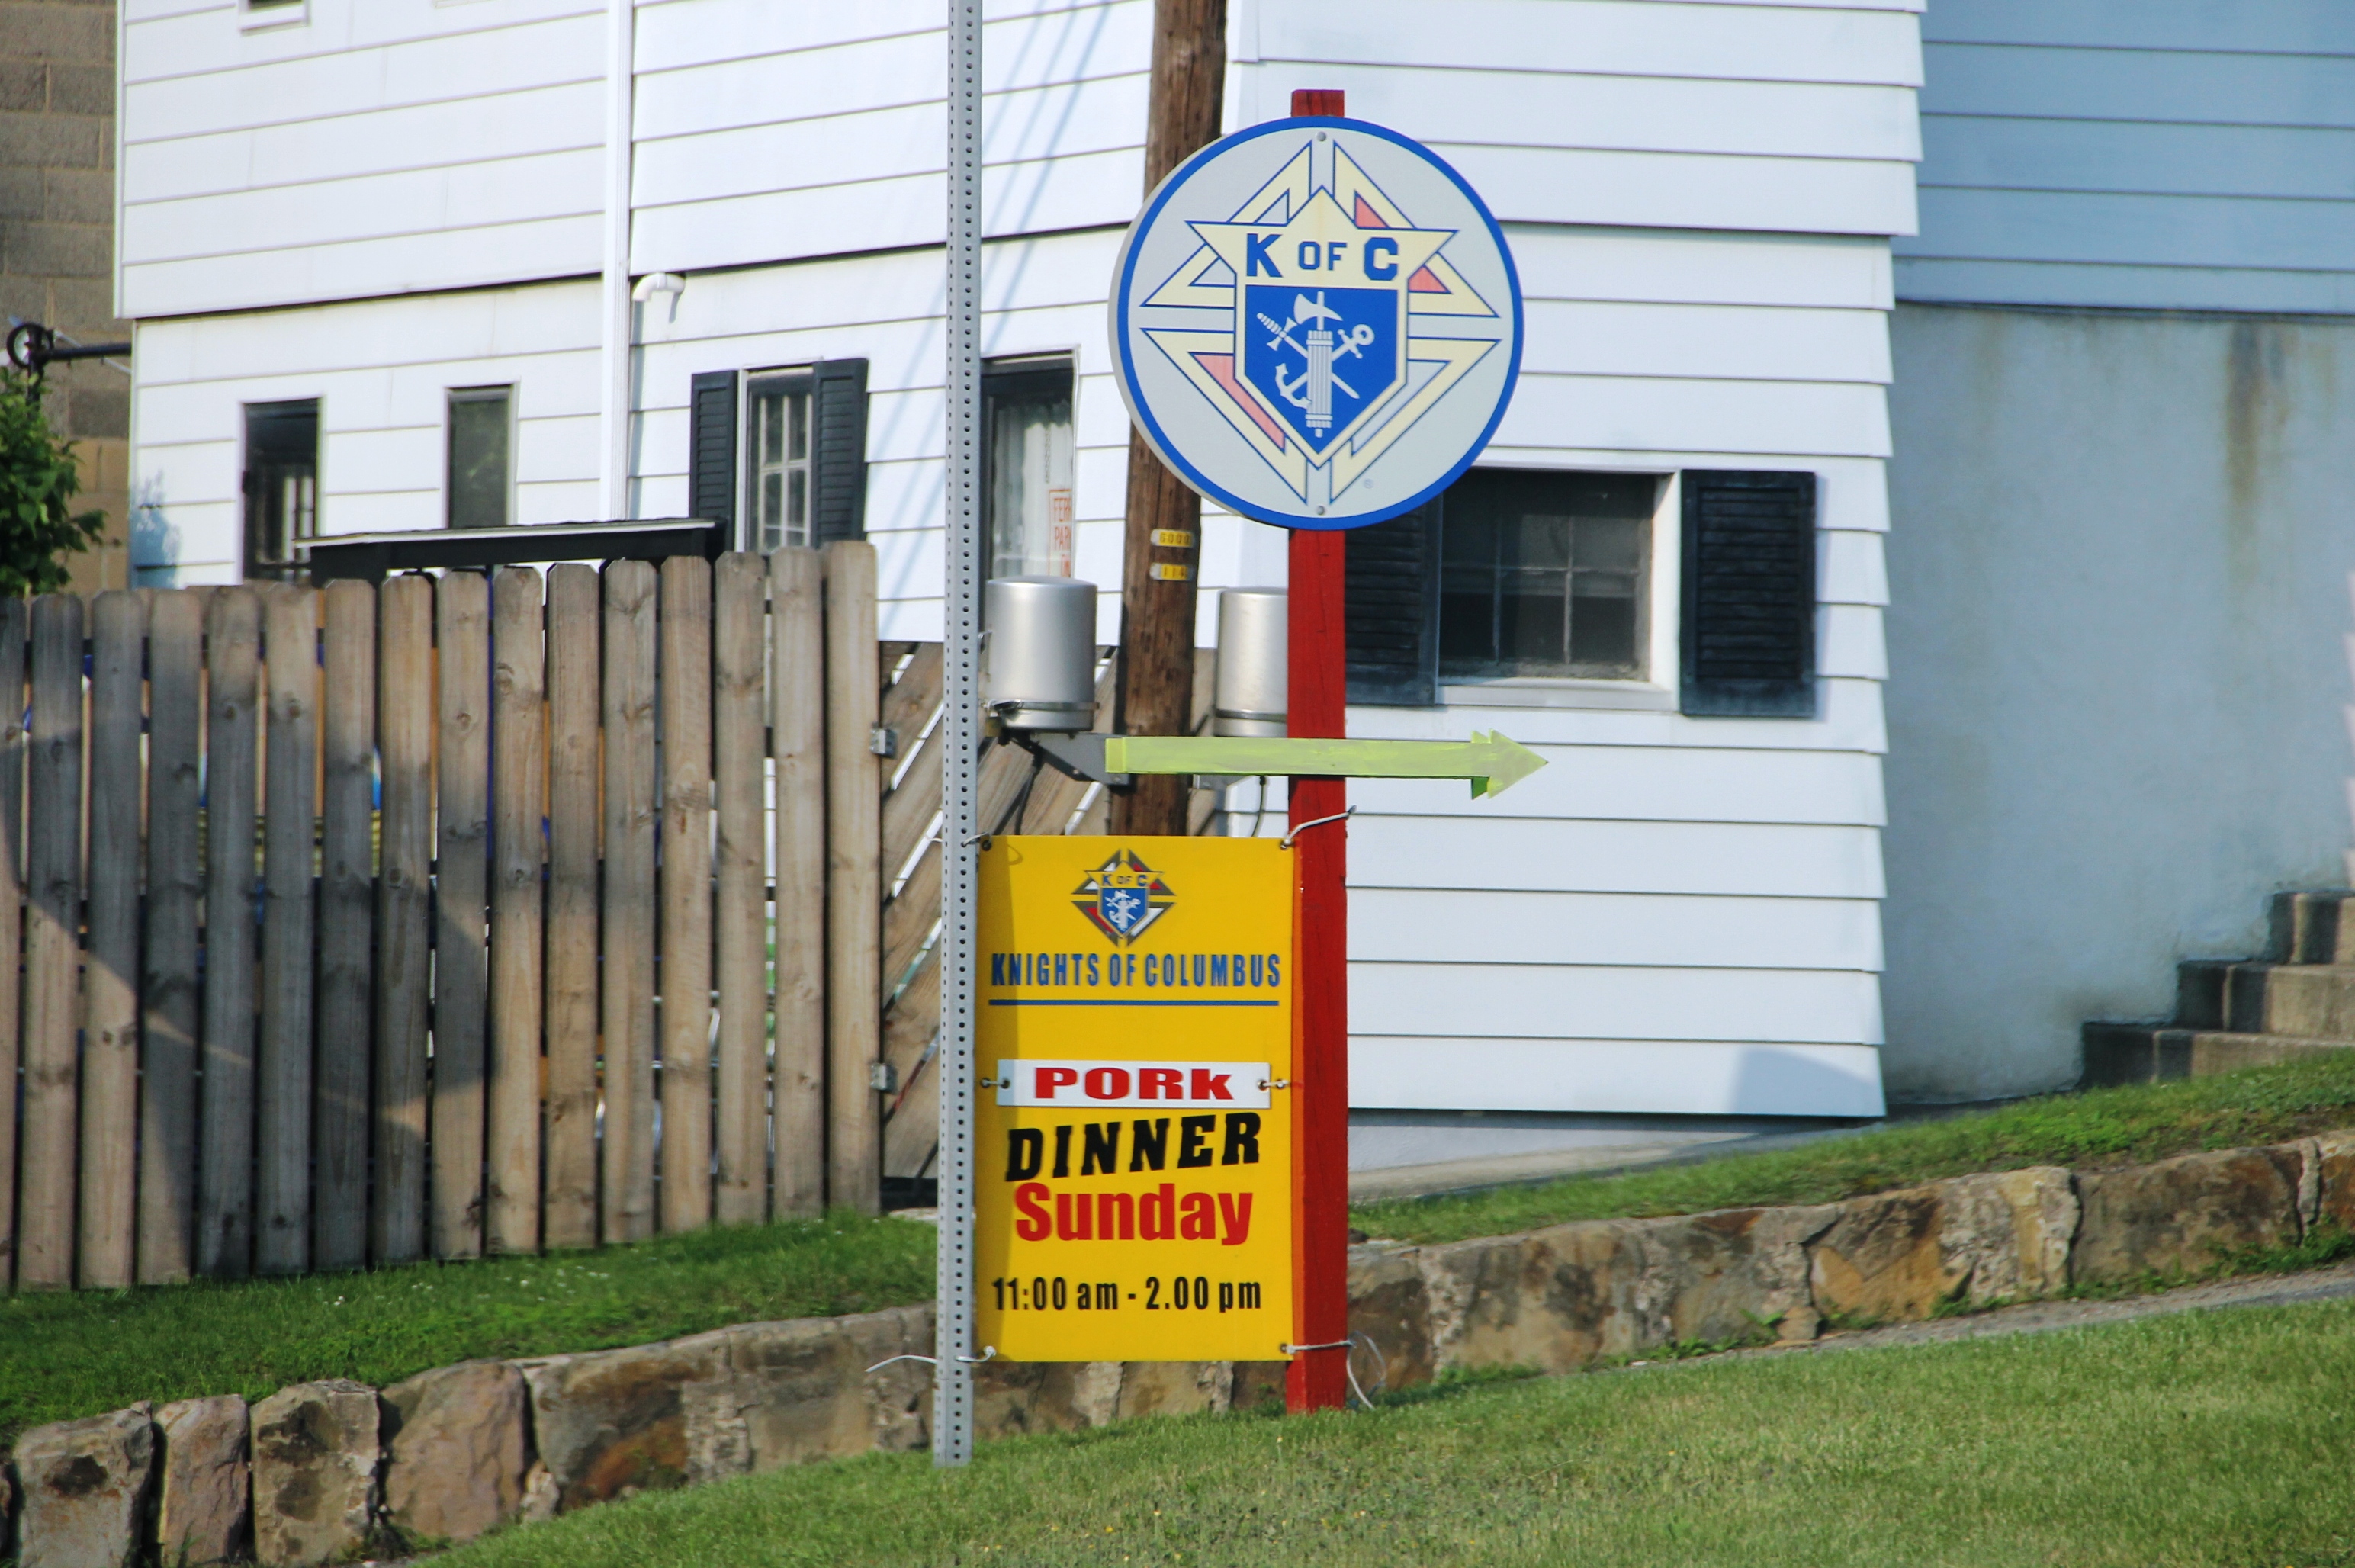 K OF C
K OF C
KNIGHTS OF COLUMBUS
PORK
DINNER
Sunday
11:00 am - 2.00 pm